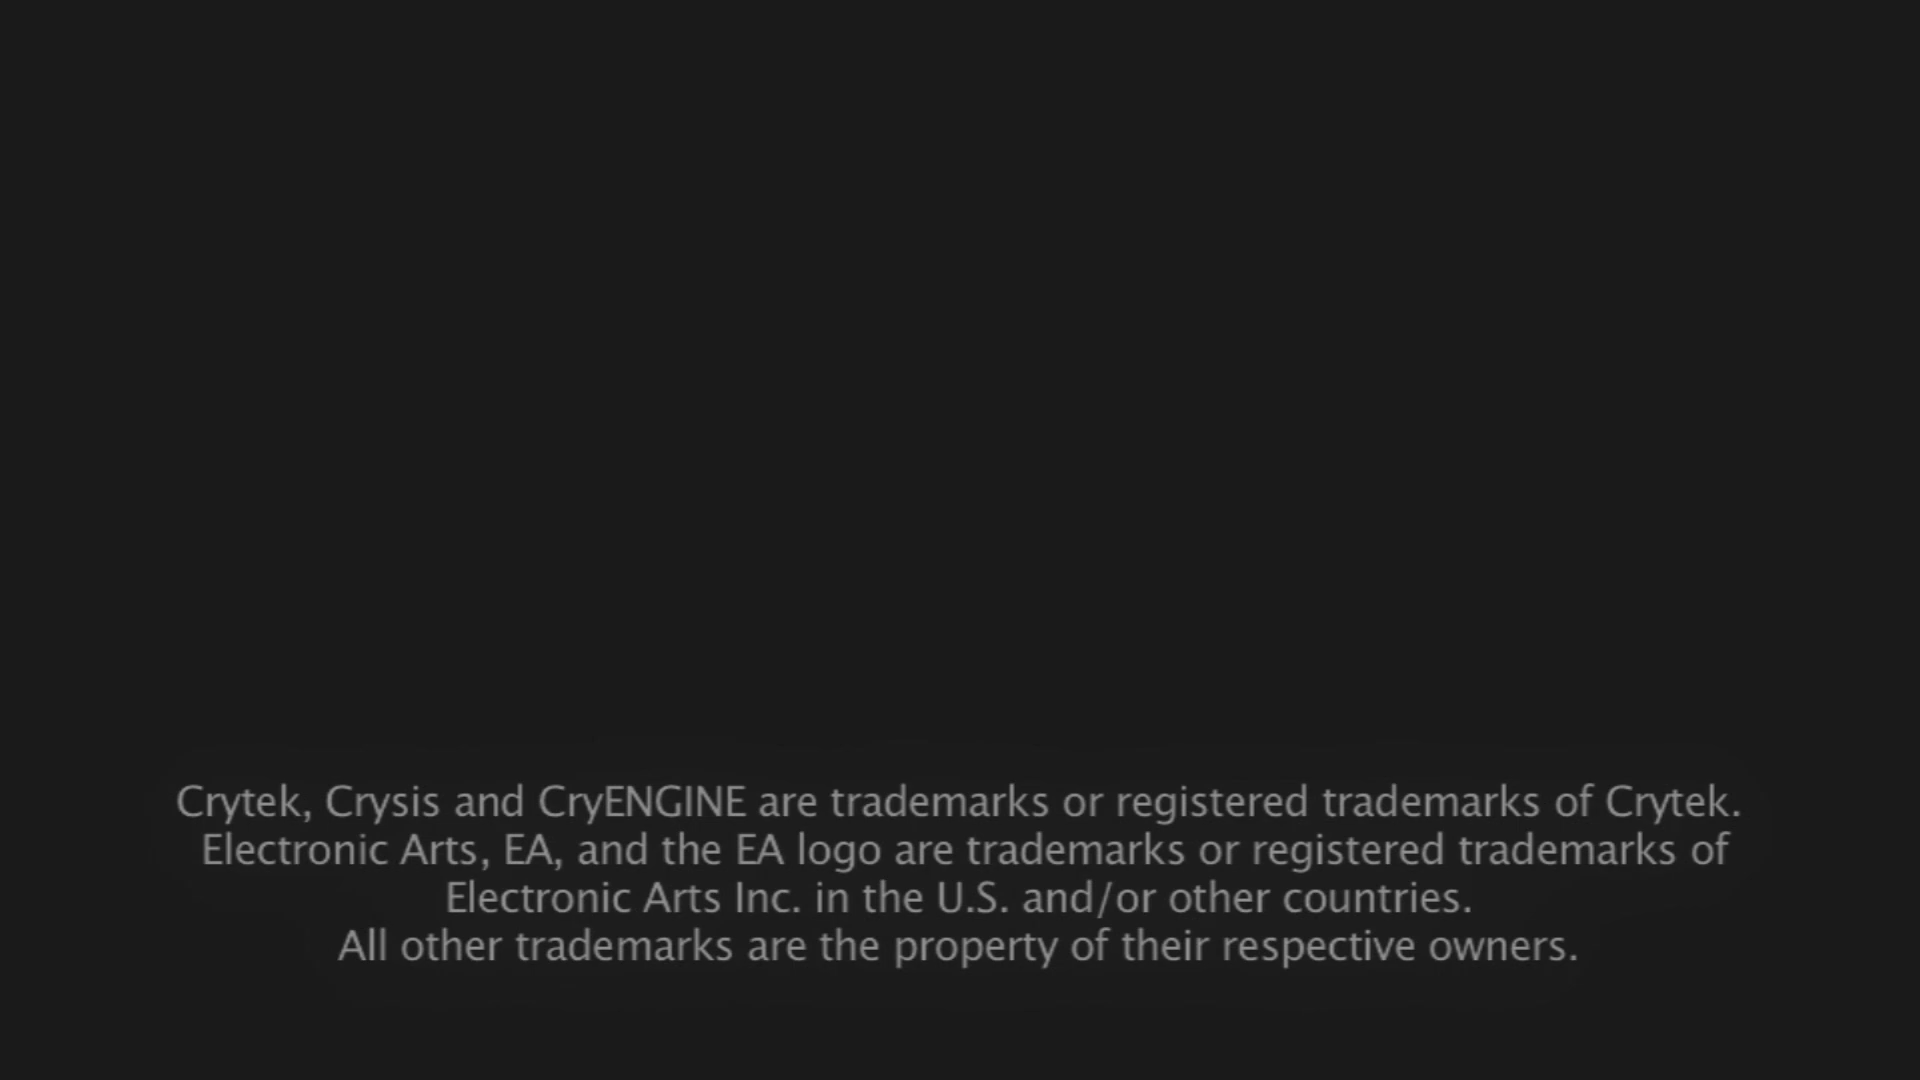 Crytek, Crysis and CryENGINE are trademarks or registered trademarks of Crytek.
Electronic Arts, EA, and the EA logo are trademarks or registered trademarks of
Electronic Arts Inc. in the U.S. and/or other countries.
All other trademarks are the property of their respective owners.